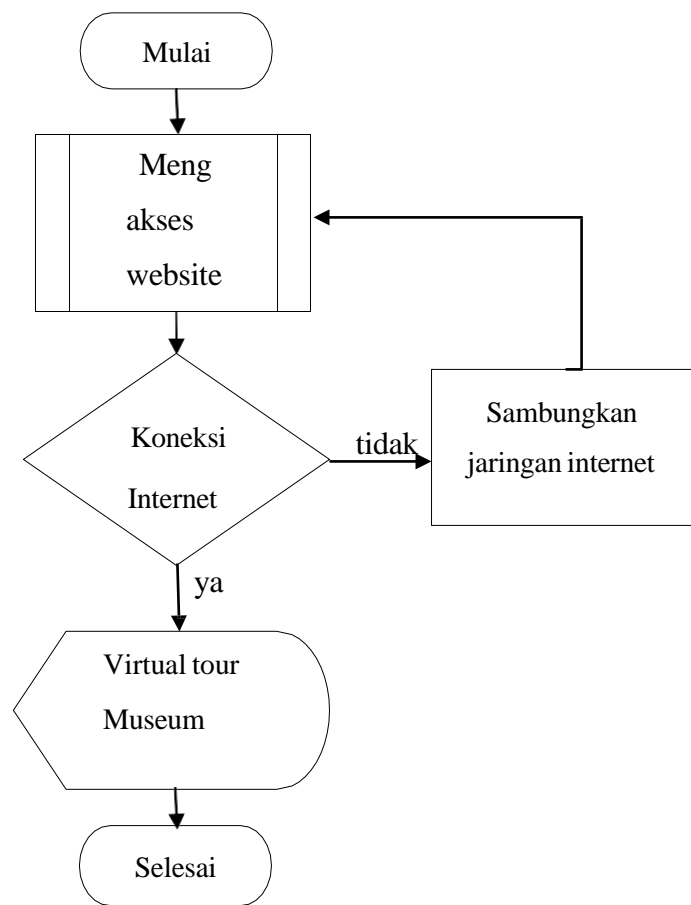 Mulai
Meng
akses
website
Koneksi
Internet
tidak
Sambungkan
jaringan internet
ya
Virtual tour
Museum
Selesai